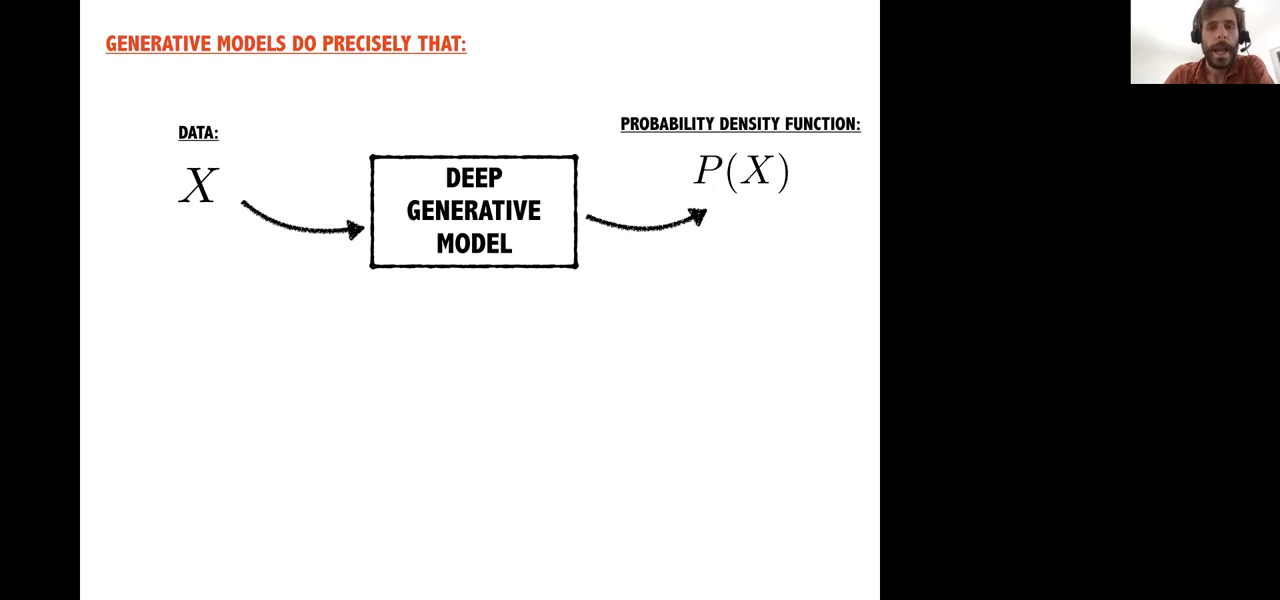 GENERATIVE MODELS DO PRECISELY THAT:
DATA:
X
DEEP
GENERATIVE
MODEL
PROBABILITY DENSITY FUNCTION:
P(X)